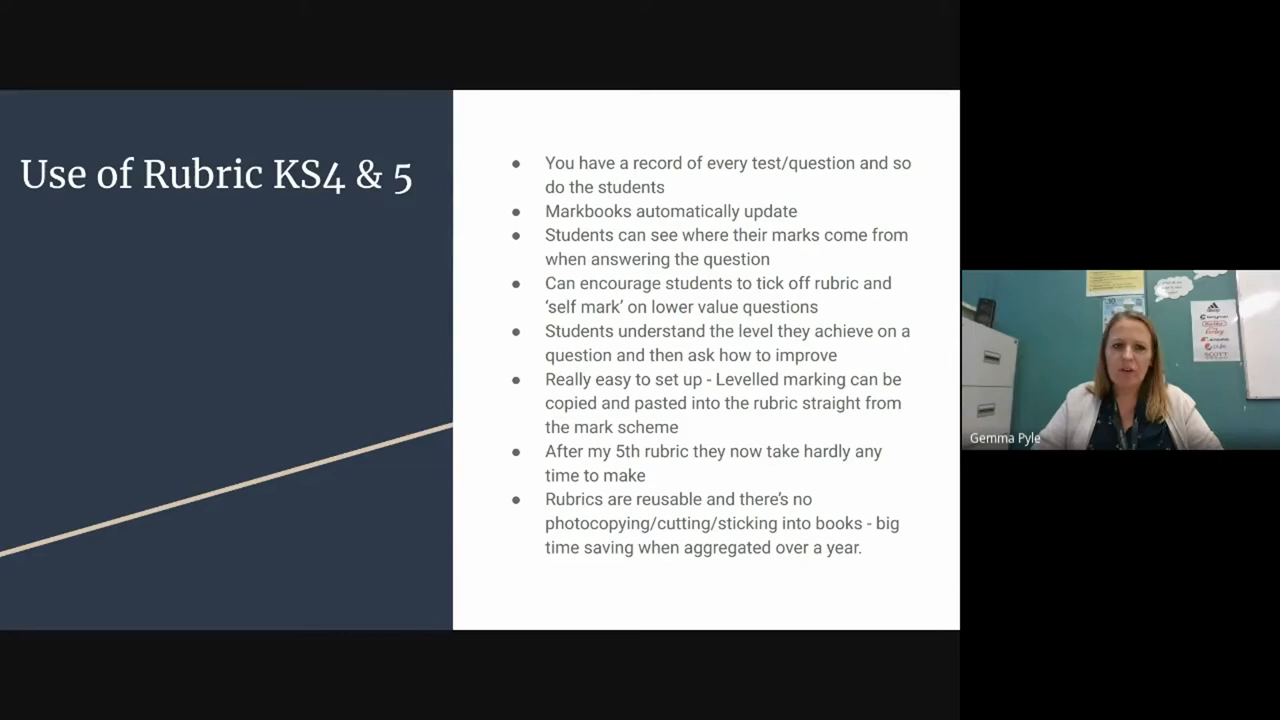 Use of Rubric KS4 & 5
● You have a record of every test/question and so
do the students
● Markbooks automatically update
● Students can see where their marks come from
when answering the question
● Can encourage students to tick off rubric and
‘self mark’ on lower value questions
● Students understand the level they achieve on a
question and then ask how to improve
● Really easy to set up - Levelled marking can be
copied and pasted into the rubric straight from
the mark scheme
● After my 5th rubric they now take hardly any
time to make
● Rubrics are reusable and there’s no
photocopying/cutting/sticking into books - big
time saving when aggregated over a year.
Gemma Pyle
SCOTT